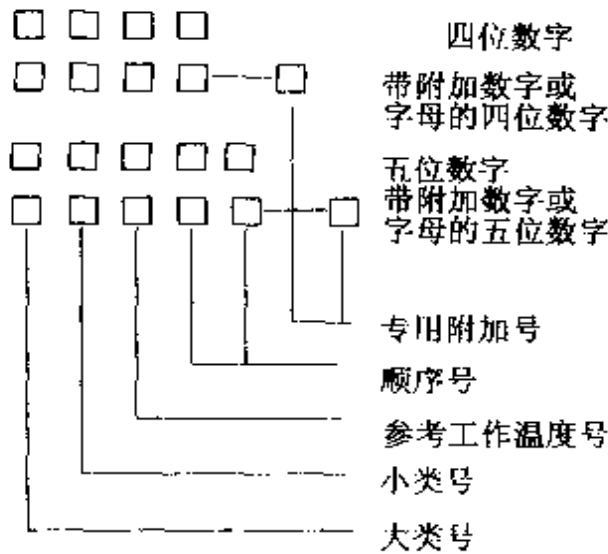 四位数字
带附加数字或
字母的四位数字
五位数字
带附加数字或
字母的五位数字
专用附加号
顺序号
参考工作温度号
小类号
大类号